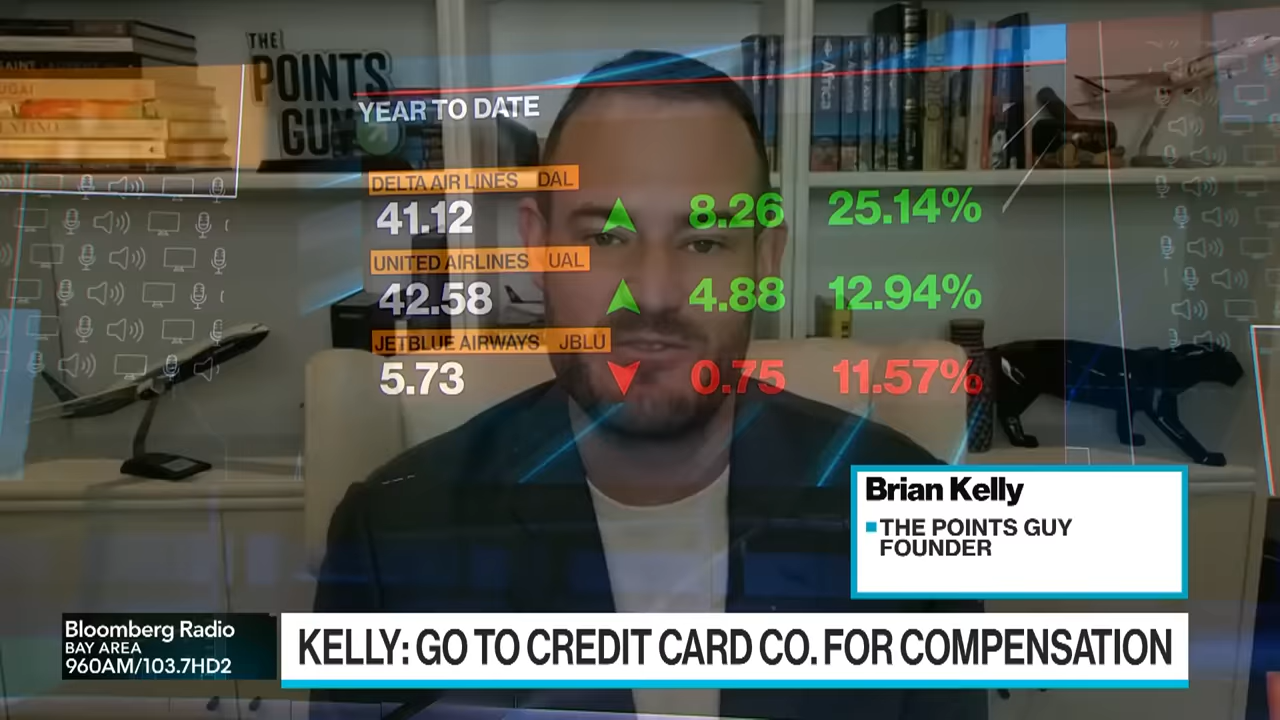 THE
POINTS
GUY
YEAR TO DATE
DELTA AIR LINES DAL
41.12 8.26 25.14%
UNITED AIRLINES UAL
42.58 4.88 12.94%
JETBLUE AIRWAYS JBLU
5.73 0.75 11.57%
Africa
Brian Kelly
THE POINTS GUY
FOUNDER
Bloomberg Radio
BAY AREA
960AM/103.7HD2
KELLY: GO TO CREDIT CARD CO. FOR COMPENSATION